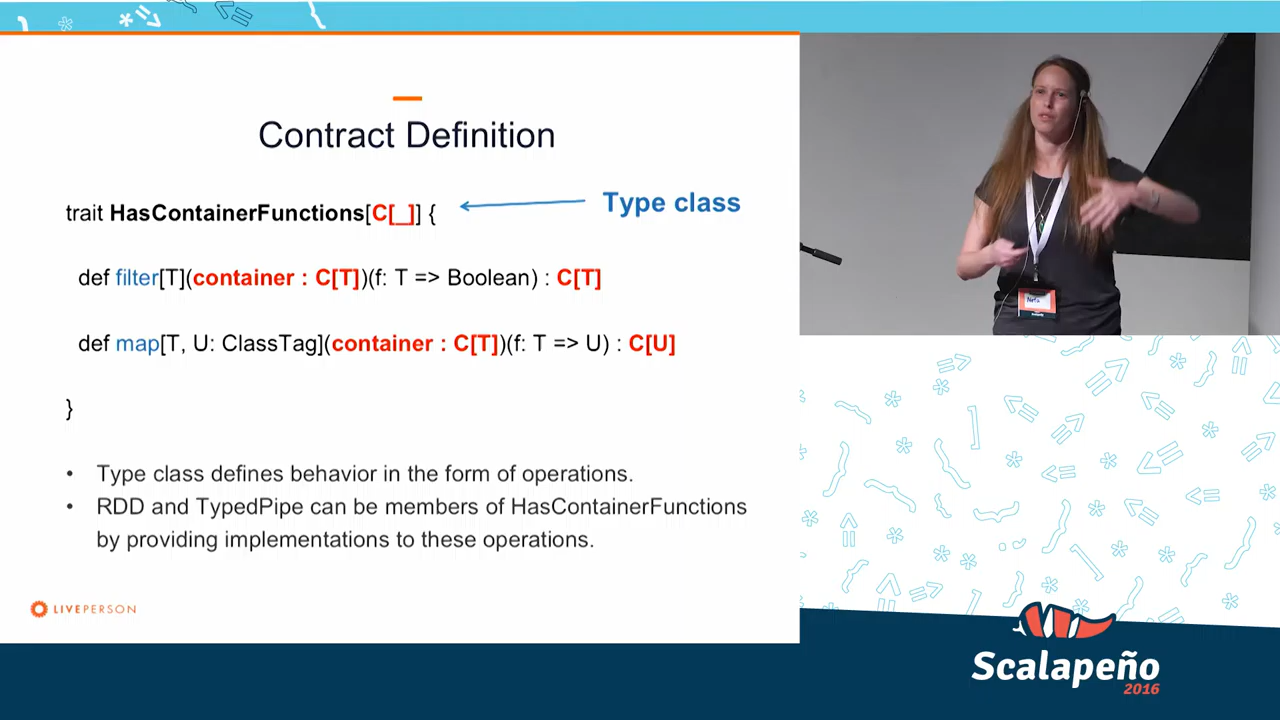 Contract Definition
trait HasContainerFunctions[C[_]] {
Type class
def filter[T](container : C[T])(f: T => Boolean) : C[T]
def map[T, U: ClassTag](container : C[T])(f: T => U) : C[U]
}
• Type class defines behavior in the form of operations.
• RDD and TypedPipe can be members of HasContainerFunctions
by providing implementations to these operations.
LIVEPERSON
Neta
Scalapeño
2016